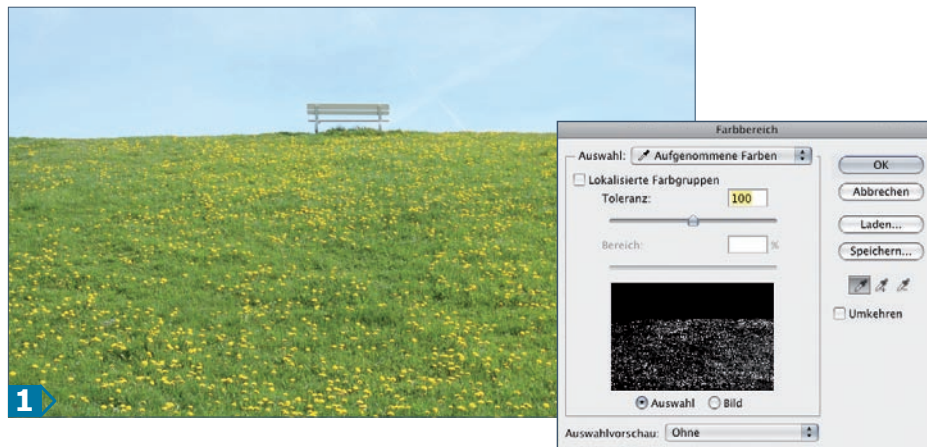 Farbbereich
Auswahl: Aufgenommene Farben
OK
Lokalisierte Farbgruppen
Abbrechen
Toleranz: 100
Laden...
Bereich: %
Speichern...
Umkehren
Auswahl Bild
1
Auswahlvorschau: Ohne